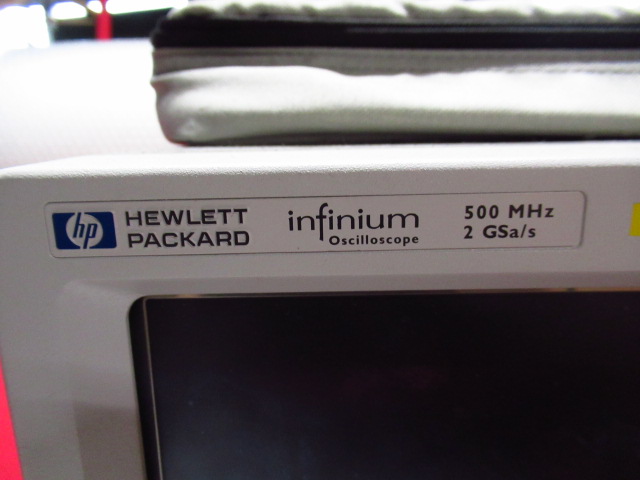 hp HEWLETT PACKARD
infinium
Oscilloscope
500 MHz
2 GSa/s